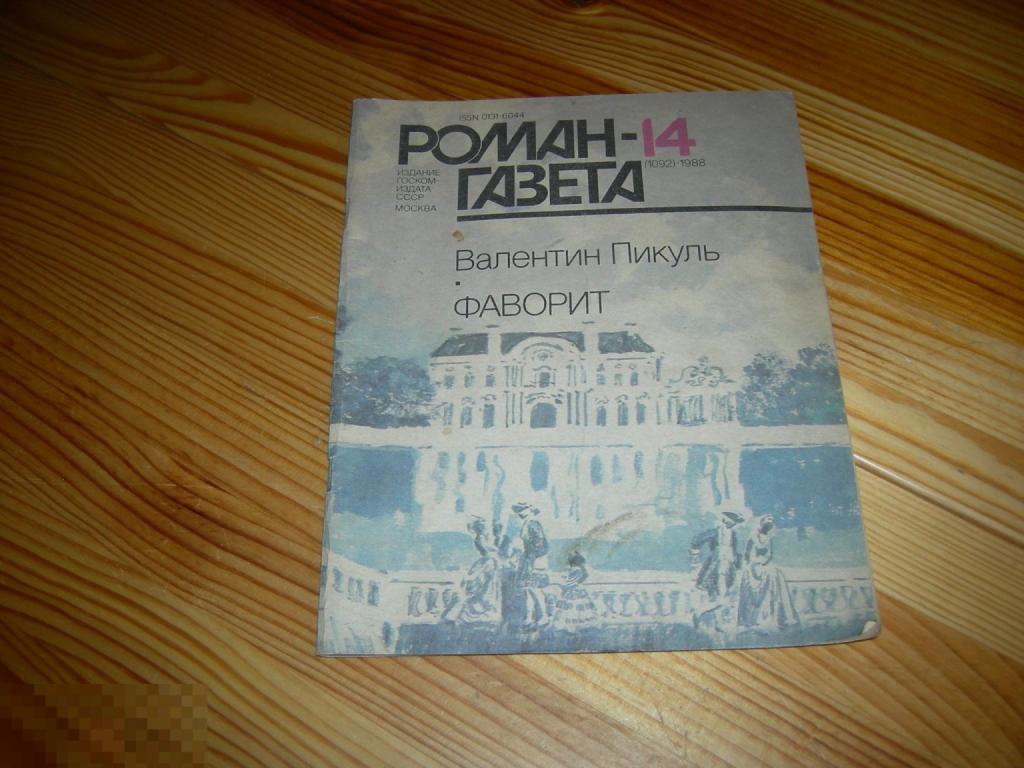 ISSN 0131-6044
РОМАН-14
ГАЗЕТА
(1092)·1988
ИЗДАНИЕ
ГОСКОМ-
ИЗДАТА
СССР
МОСКВА
Валентин Пикуль
·
ФАВОРИТ